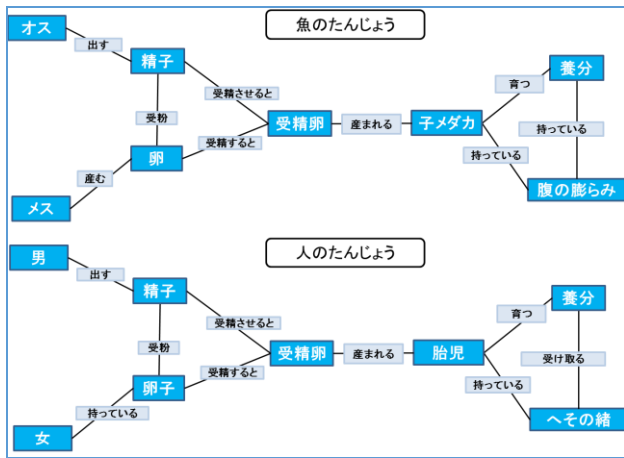 魚のたんじょう
オス
出す
精子
受精させると
受粉
卵
受精すると
産む
メス
受精卵
産まれる
子メダカ
育つ
養分
持っている
持っている
腹の膨らみ
人のたんじょう
男
出す
精子
受精させると
受粉
卵子
受精すると
持っている
女
受精卵
産まれる
胎児
育つ
養分
受け取る
持っている
へその緒